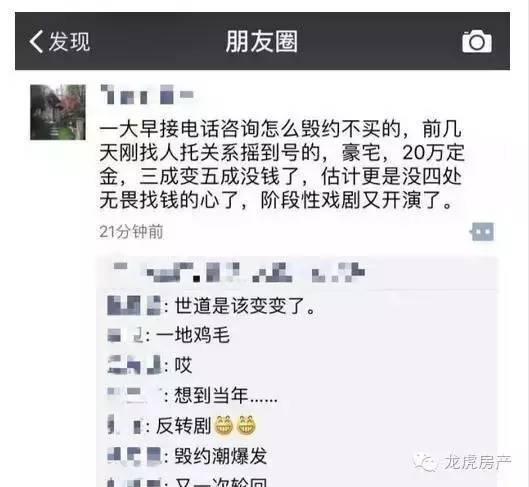 发现
朋友圈
一大早接电话咨询怎么毁约不买的，前几
天刚找人托关系摇到号的，豪宅，20万定
金，三成变五成没钱了，估计更是没四处
无畏找钱的心了，阶段性戏剧又开演了。
21分钟前
: 世道是该变变了。
: 一地鸡毛
: 哎
: 想到当年......
: 反转剧😁😁
: 毁约潮爆发
: 又一次轮回
龙虎房产